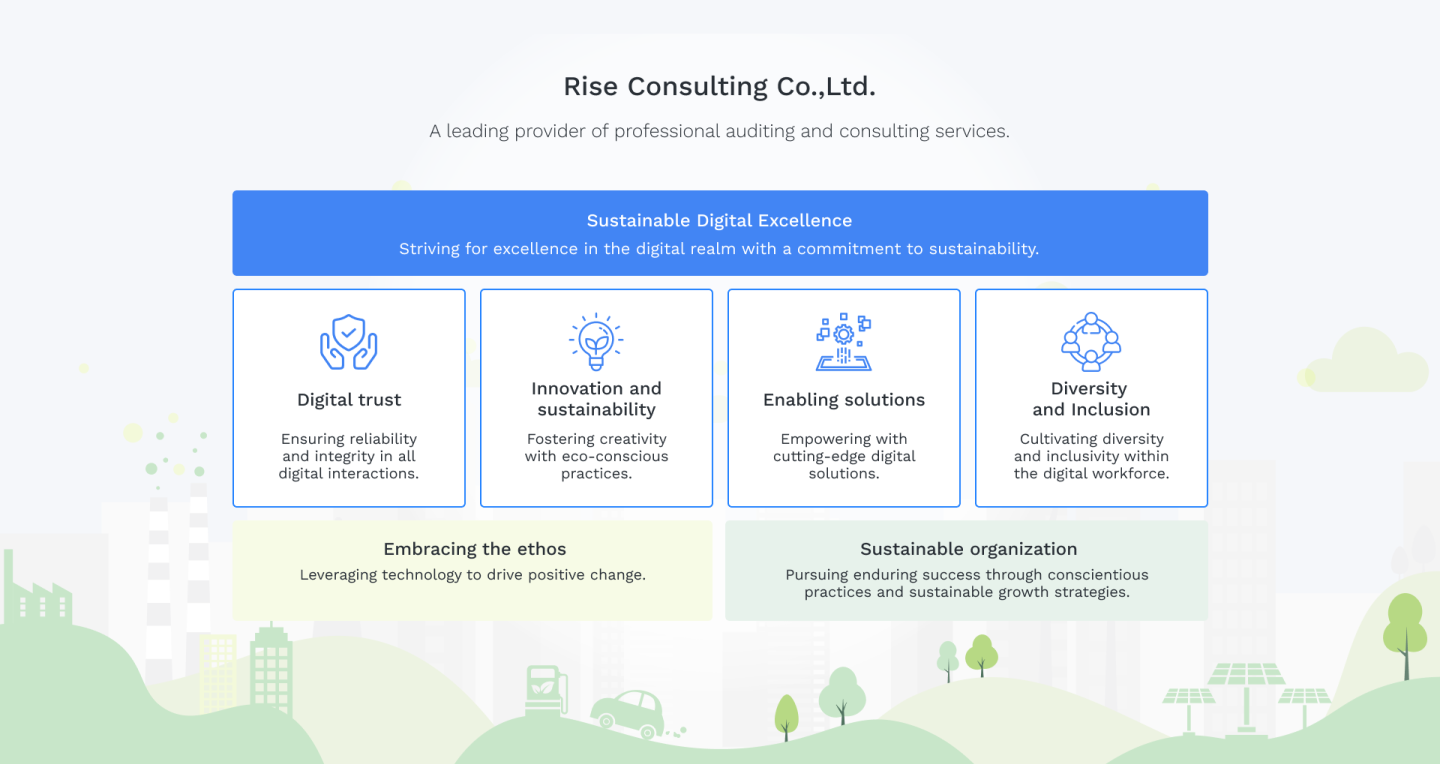 Rise Consulting Co.,Ltd.
A leading provider of professional auditing and consulting services.
Sustainable Digital Excellence
Striving for excellence in the digital realm with a commitment to sustainability.
Digital trust
Ensuring reliability
and integrity in all
digital interactions.
Innovation and
sustainability
Fostering creativity
with eco-conscious
practices.
Enabling solutions
Empowering with
cutting-edge digital
solutions.
Diversity
and Inclusion
Cultivating diversity
and inclusivity within
the digital workforce.
Embracing the ethos
Leveraging technology to drive positive change.
Sustainable organization
Pursuing enduring success through conscientious
practices and sustainable growth strategies.